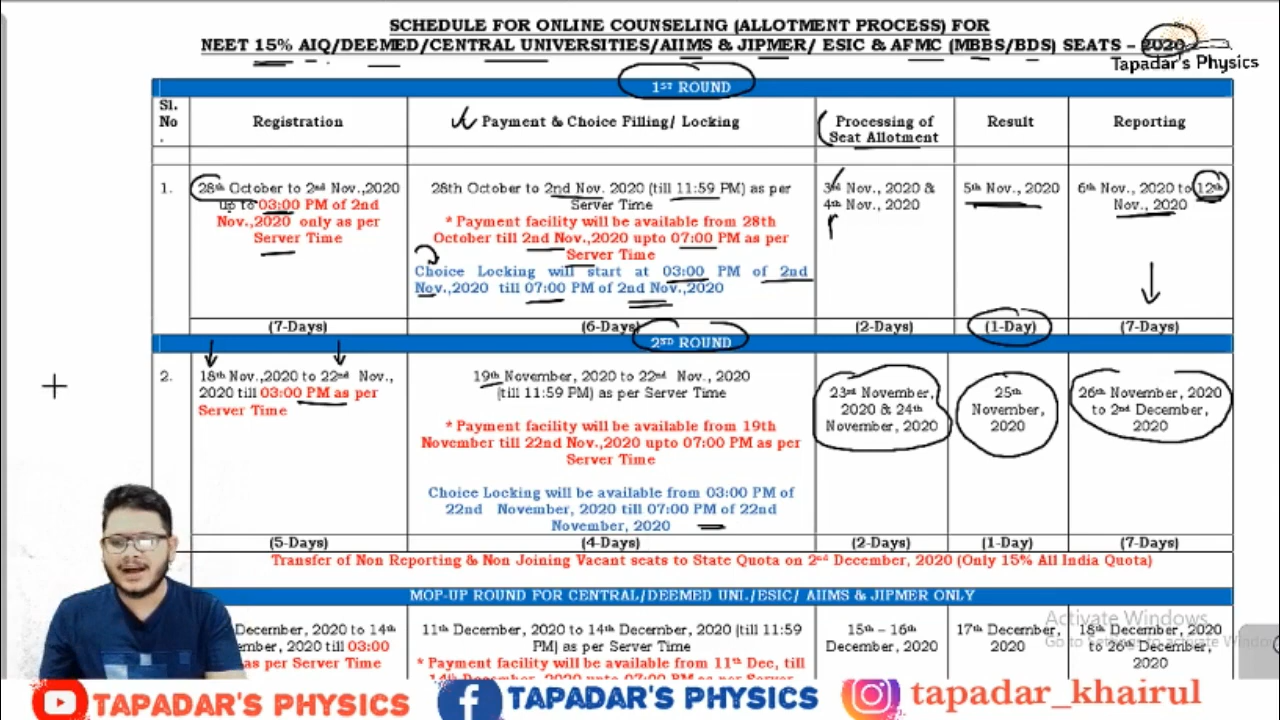 SCHEDULE FOR ONLINE COUNSELING (ALLOTMENT PROCESS) FOR
NEET 15% AIQ/DEEMED/CENTRAL UNIVERSITIES/AIIMS & JIPMER/ ESIC & AFMC (MBBS/BDS) SEATS – 2020
Tapadar's Physics
1ST ROUND
Sl.
No
.
Registration
Payment & Choice Filling/ Locking
Processing of
Seat Allotment
Result
Reporting
1.
28th October to 2nd Nov.,2020
up to 03:00 PM of 2nd
Nov.,2020 only as per
Server Time
28th October to 2nd Nov. 2020 (till 11:59 PM) as per
Server Time
* Payment facility will be available from 28th
October till 2nd Nov.,2020 upto 07:00 PM as per
Server Time
Choice Locking will start at 03:00 PM of 2nd
Nov.,2020 till 07:00 PM of 2nd Nov.,2020
3rd Nov., 2020 &
4th Nov., 2020
5th Nov., 2020
6th Nov., 2020 to 12th
Nov., 2020
(7-Days)
(6-Days)
(2-Days)
(1-Day)
(7-Days)
2ND ROUND
2.
18th Nov.,2020 to 22nd Nov.,
2020 till 03:00 PM as per
Server Time
19th November, 2020 to 22nd Nov., 2020
(till 11:59 PM) as per Server Time
* Payment facility will be available from 19th
November till 22nd Nov.,2020 upto 07:00 PM as per
Server Time
Choice Locking will be available from 03:00 PM of
22nd November, 2020 till 07:00 PM of 22nd
November, 2020
23rd November,
2020 & 24th
November, 2020
25th
November,
2020
26th November, 2020
to 2nd December,
2020
(5-Days)
(4-Days)
(2-Days)
(1-Day)
(7-Days)
Transfer of Non Reporting & Non Joining Vacant seats to State Quota on 2nd December, 2020 (Only 15% All India Quota)
MOP-UP ROUND FOR CENTRAL/DEEMED UNI./ESIC/ AIIMS & JIPMER ONLY
December, 2020 to 14th
2020 till 03:00
as per Server Time
11th December, 2020 to 14th December, 2020 (till 11:59
PM) as per Server Time
* Payment facility will be available from 11th Dec, till
15th – 16th
December, 2020
17th December,
2020
18th December, 2020
to 26th December,
2020
Activate Windows
Go to Settings to activate Windows
TAPADAR'S PHYSICS
TAPADAR'S PHYSICS
tapadar_khairul